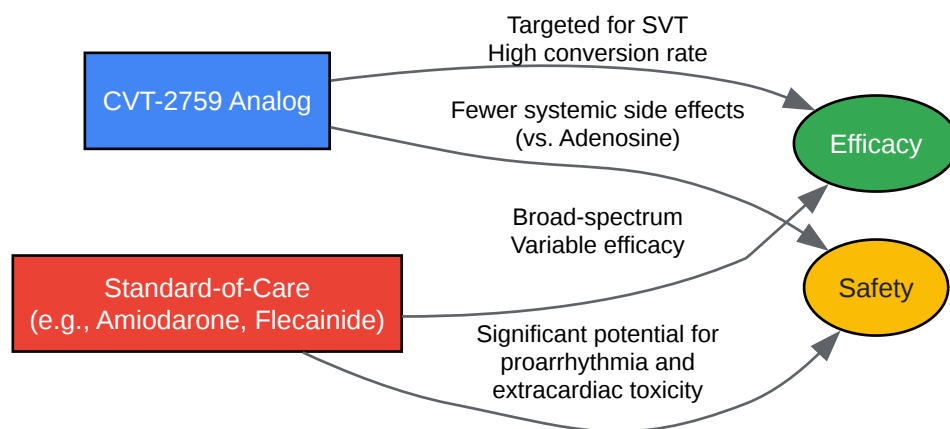 Targeted for SVT
High conversion rate
CVT-2759 Analog
Fewer systemic side effects
(vs. Adenosine)
Efficacy
Broad-spectrum
Variable efficacy
Standard-of-Care
(e.g., Amiodarone, Flecainide)
Safety
Significant potential for
proarrhythmia and
extracardiac toxicity